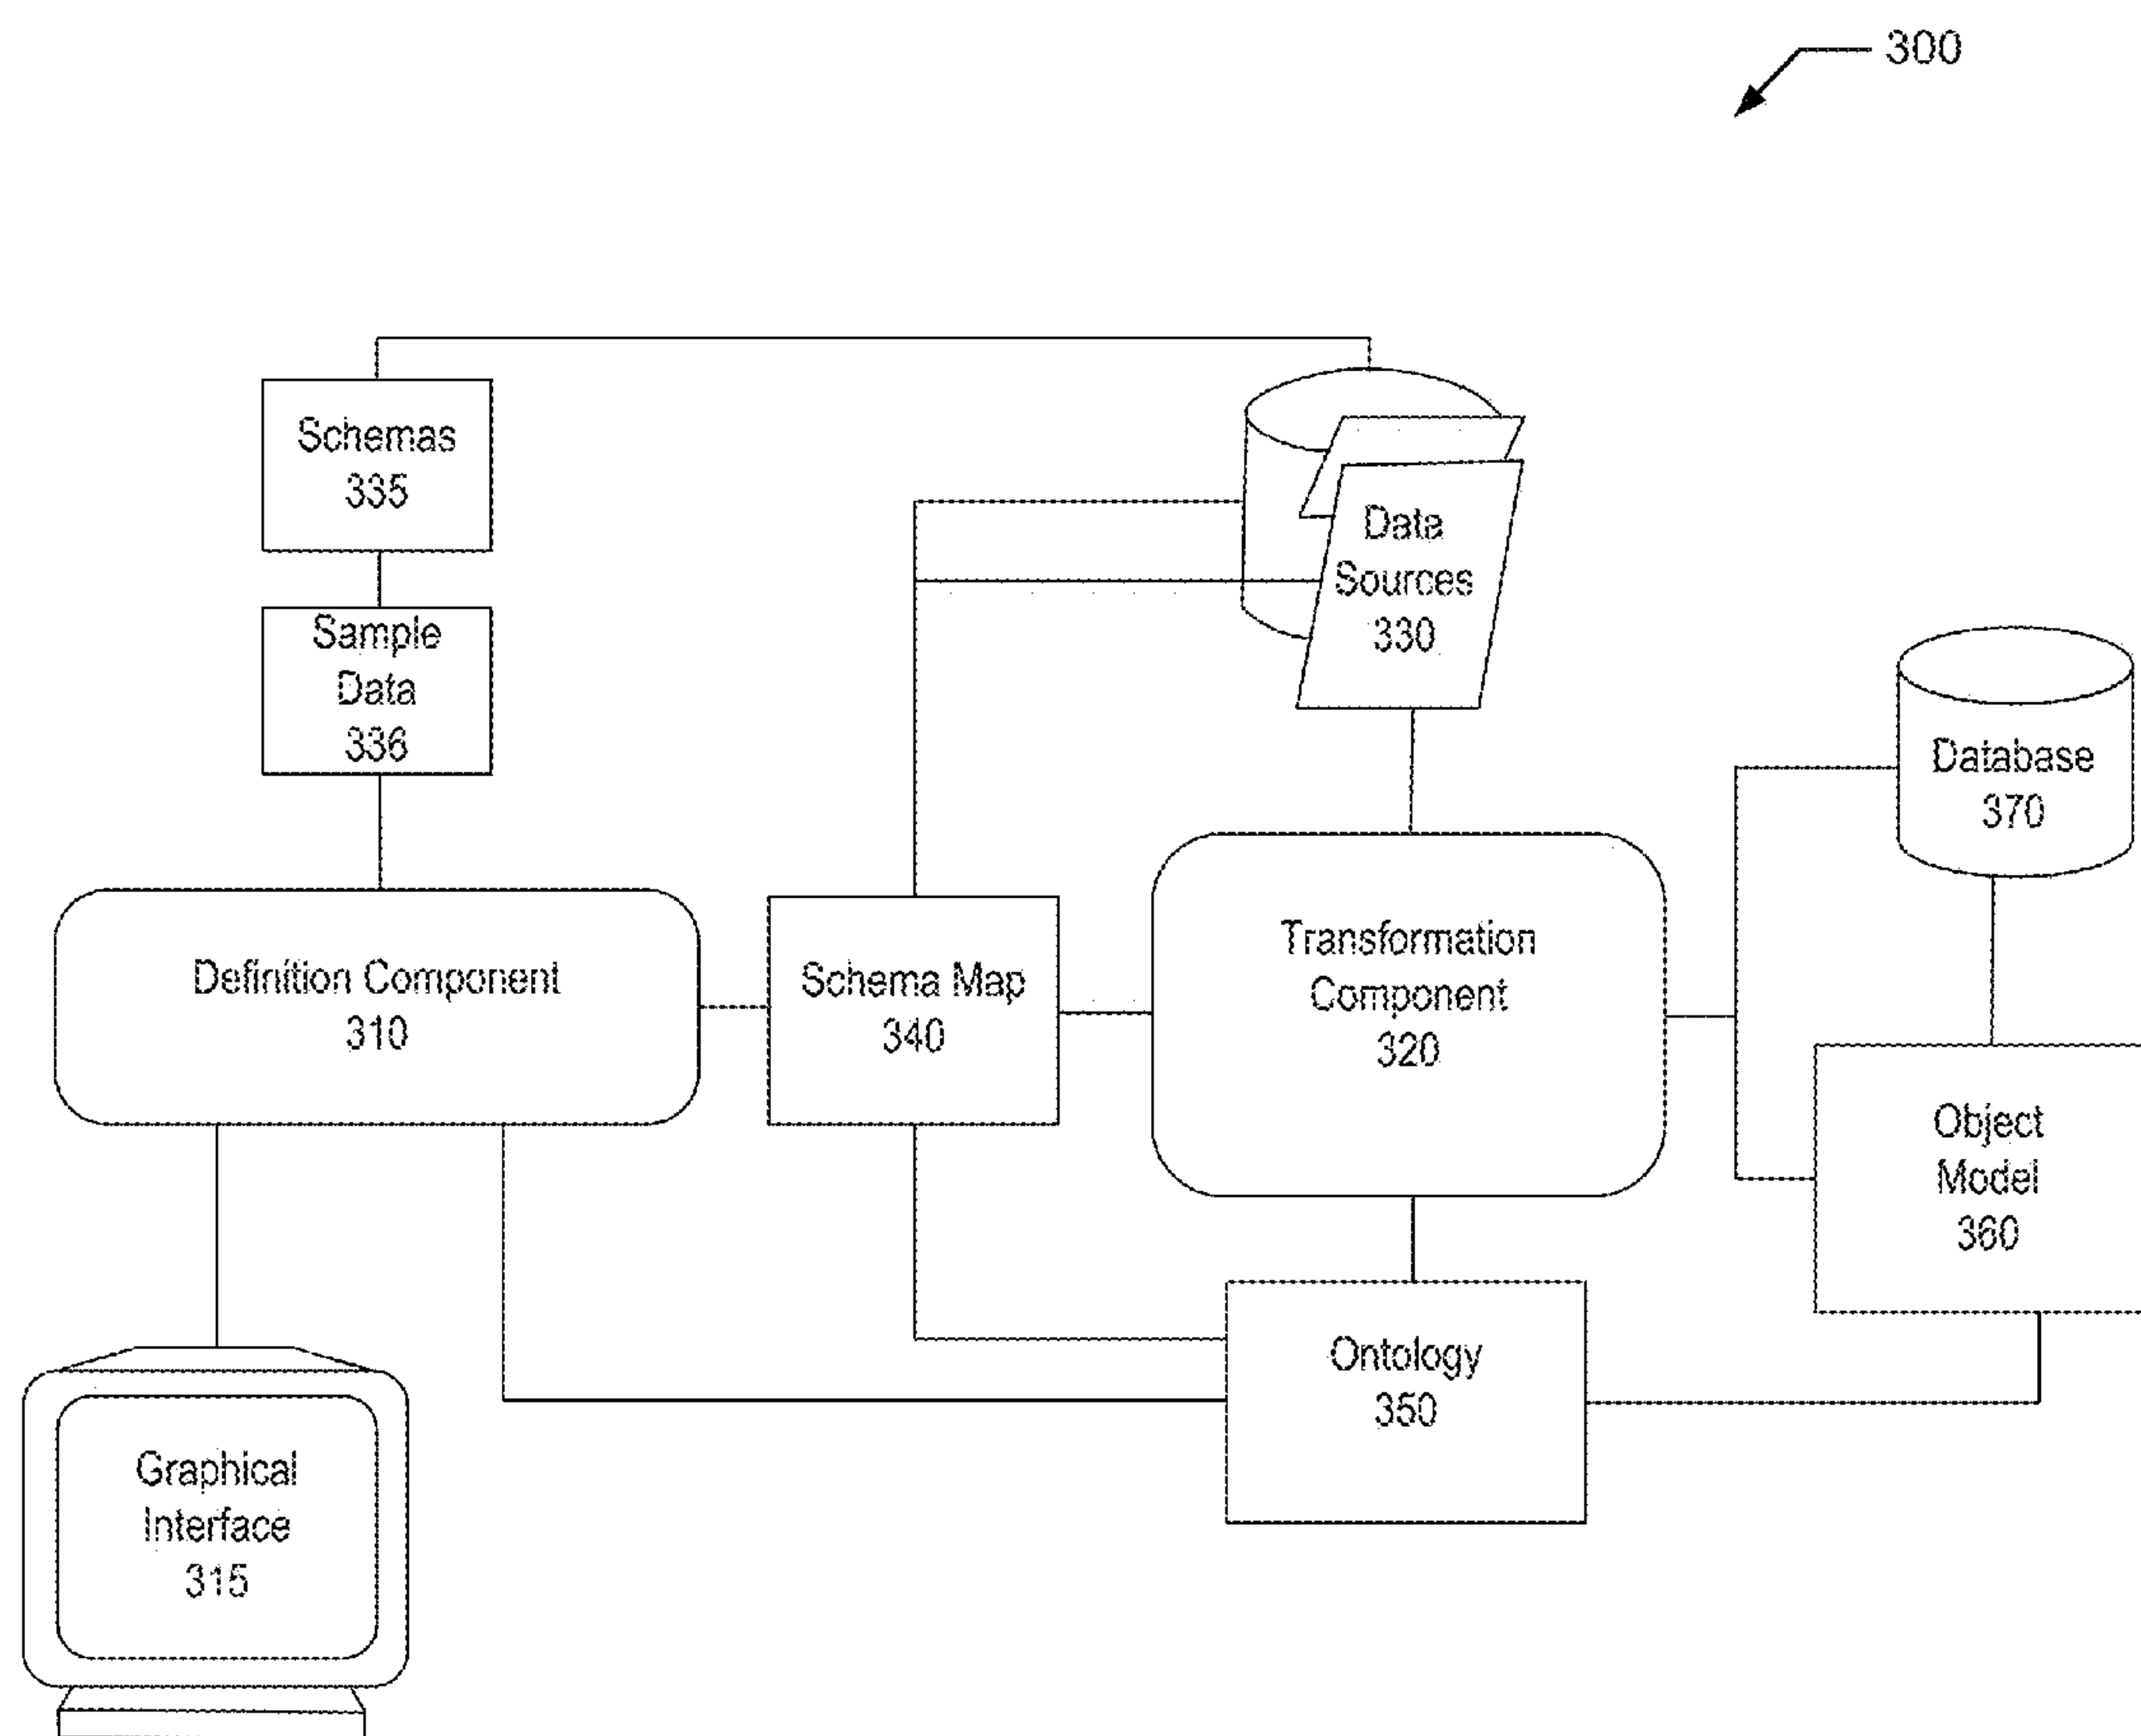 300
Schemas
335
Sample
Data
336
Data
Sources
330
Database
370
Definition Component
310
Schema Map
340
Transformation
Component
320
Object
Model
360
Ontology
350
Graphical
Interface
315